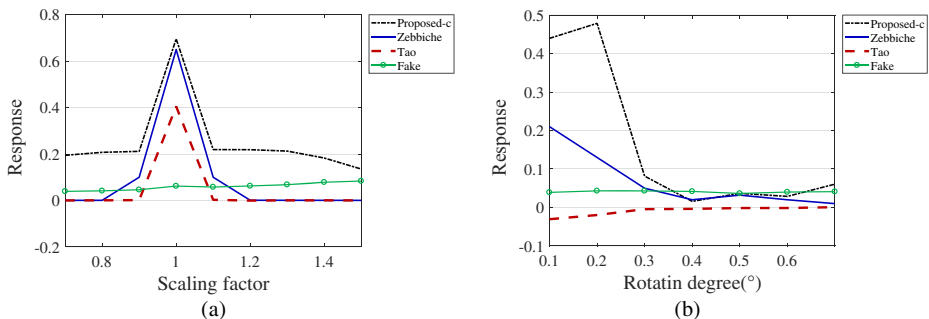 0.8
0.6
0.4
0.2
0
-0.2
Response
0.8
1
1.2
1.4
Scaling factor
(a)
Proposed-c
Zebbiche
Tao
Fake
0.5
0.4
0.3
0.2
0.1
0
-0.1
Response
0.1
0.2
0.3
0.4
0.5
0.6
Rotatin degree(°)
(b)
Proposed-c
Zebbiche
Tao
Fake